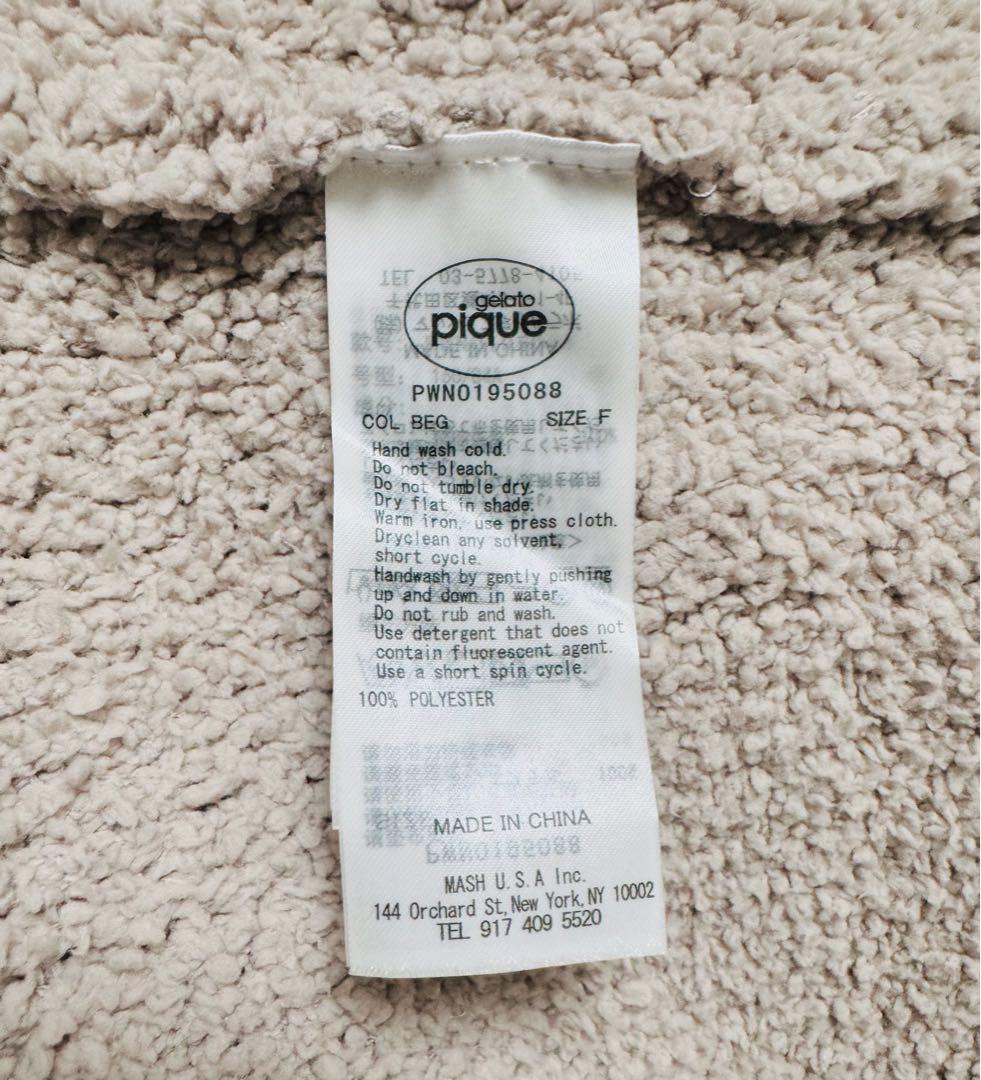 gelato
pique
PWNO195088
COL BEG SIZE F
Hand wash cold.
Do not bleach.
Do not tumble dry.
Dry flat in shade.
Warm iron, use press cloth.
Dryclean any solvent,
short cycle.
Handwash by gently pushing
up and down in water.
Do not rub and wash.
Use detergent that does not
contain fluorescent agent.
Use a short spin cycle.
100% POLYESTER
MADE IN CHINA
MASH U.S.A Inc.
144 Orchard St, New York, NY 10002
TEL 917 409 5520